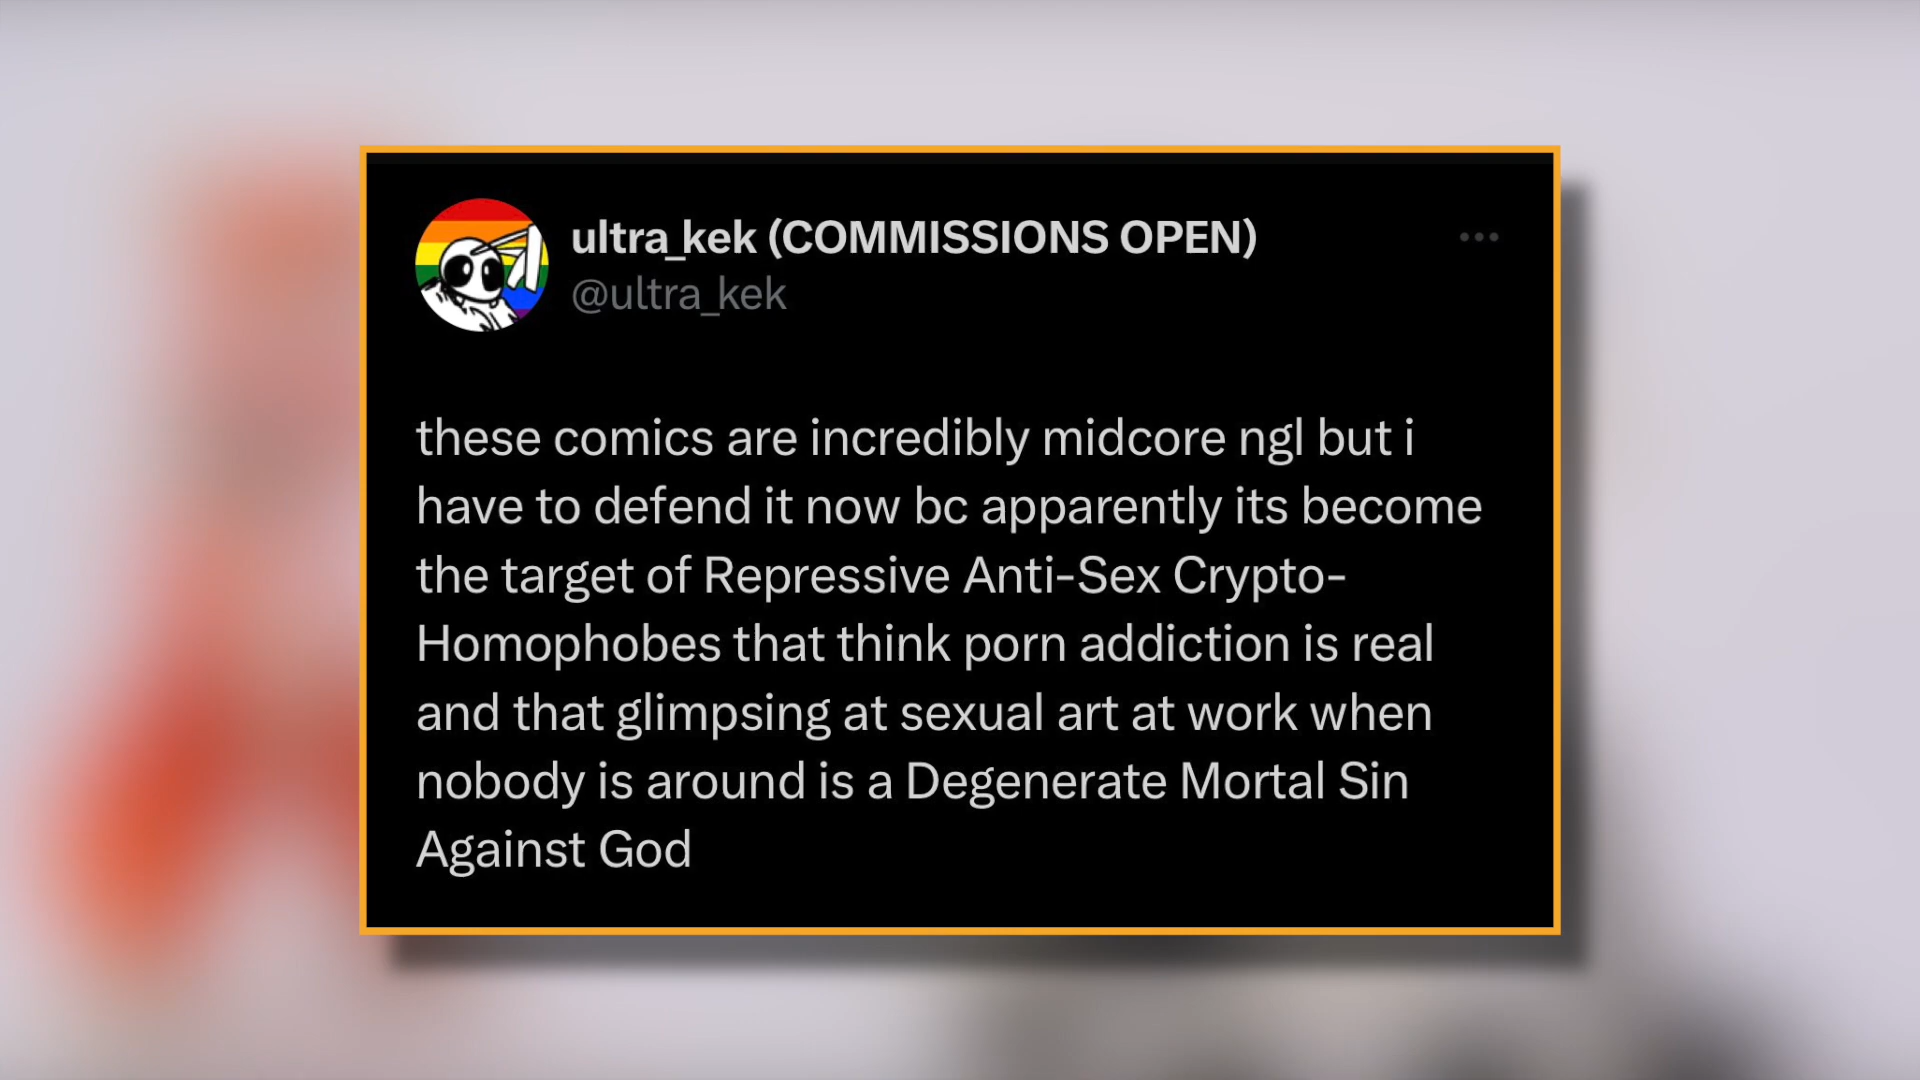 ultra_kek (COMMISSIONS OPEN)
@ultra_kek
these comics are incredibly midcore ngl but i
have to defend it now bc apparently its become
the target of Repressive Anti-Sex Crypto-
Homophobes that think porn addiction is real
and that glimpsing at sexual art at work when
nobody is around is a Degenerate Mortal Sin
Against God